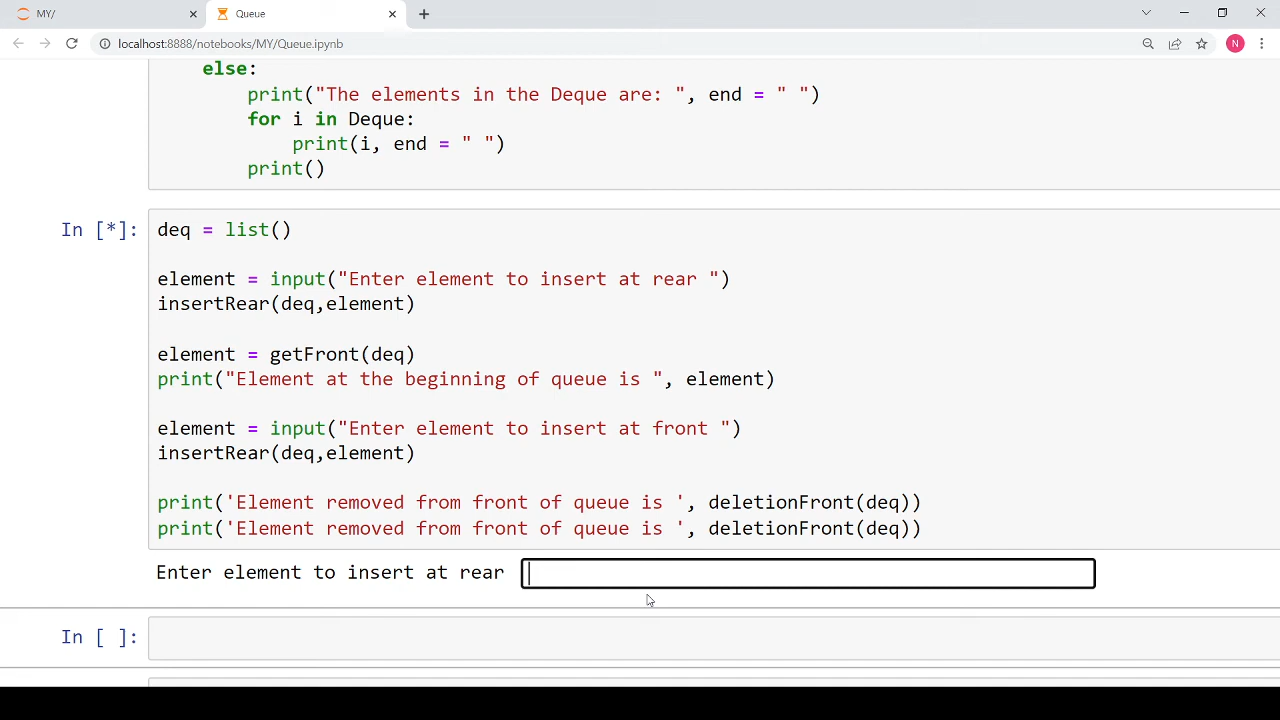 MY/
Queue
localhost:8888/notebooks/MY/Queue.ipynb
N
else:
print("The elements in the Deque are: ", end = " ")
for i in Deque:
print(i, end = " ")
print()
In [*]:
deq = list()
element = input("Enter element to insert at rear ")
insertRear(deq,element)
element = getFront(deq)
print("Element at the beginning of queue is ", element)
element = input("Enter element to insert at front ")
insertRear(deq,element)
print('Element removed from front of queue is ', deletionFront(deq))
print('Element removed from front of queue is ', deletionFront(deq))
Enter element to insert at rear
In [ ]: